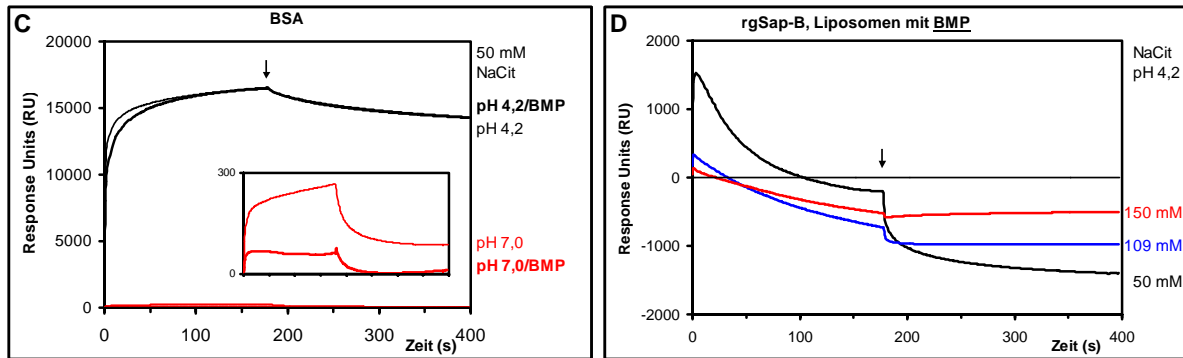 C
BSA
Response Units (RU)
20000
15000
10000
5000
0
300
0
0
100
200
300
400
Zeit (s)
50 mM
NaCit
pH 4,2/BMP
pH 4,2
pH 7,0
pH 7,0/BMP
D
rgSap-B, Liposomen mit BMP
Response Units (RU)
2000
1000
0
-1000
-2000
0
100
200
300
400
Zeit (s)
NaCit
pH 4,2
150 mM
109 mM
50 mM